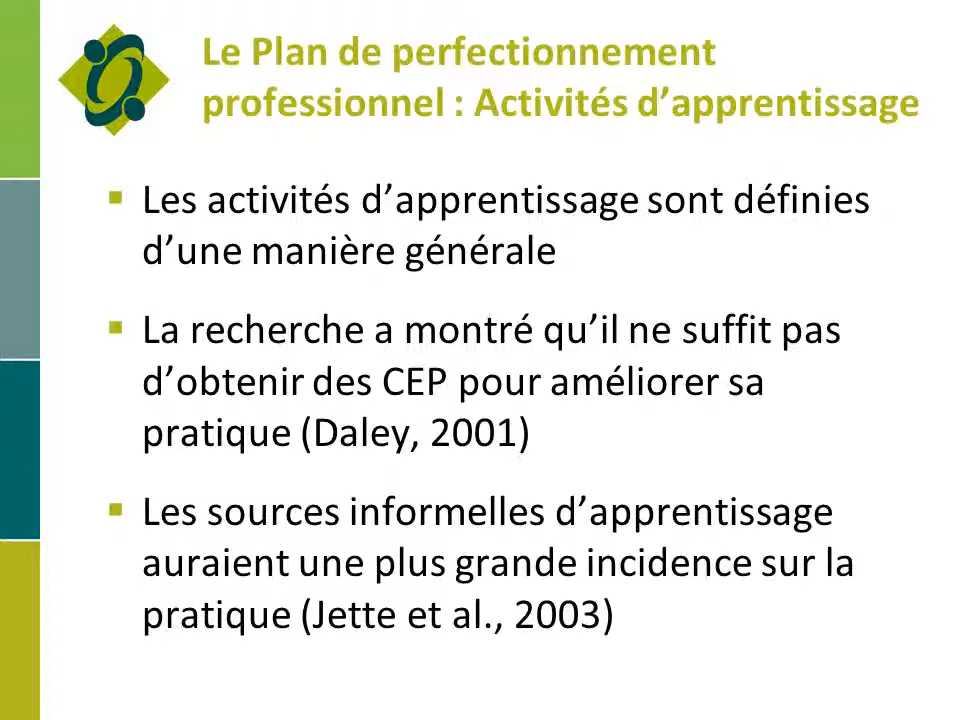 Le Plan de perfectionnement
professionnel : Activités d’apprentissage
▪ Les activités d’apprentissage sont définies
d’une manière générale
▪ La recherche a montré qu’il ne suffit pas
d’obtenir des CEP pour améliorer sa
pratique (Daley, 2001)
▪ Les sources informelles d’apprentissage
auraient une plus grande incidence sur la
pratique (Jette et al., 2003)